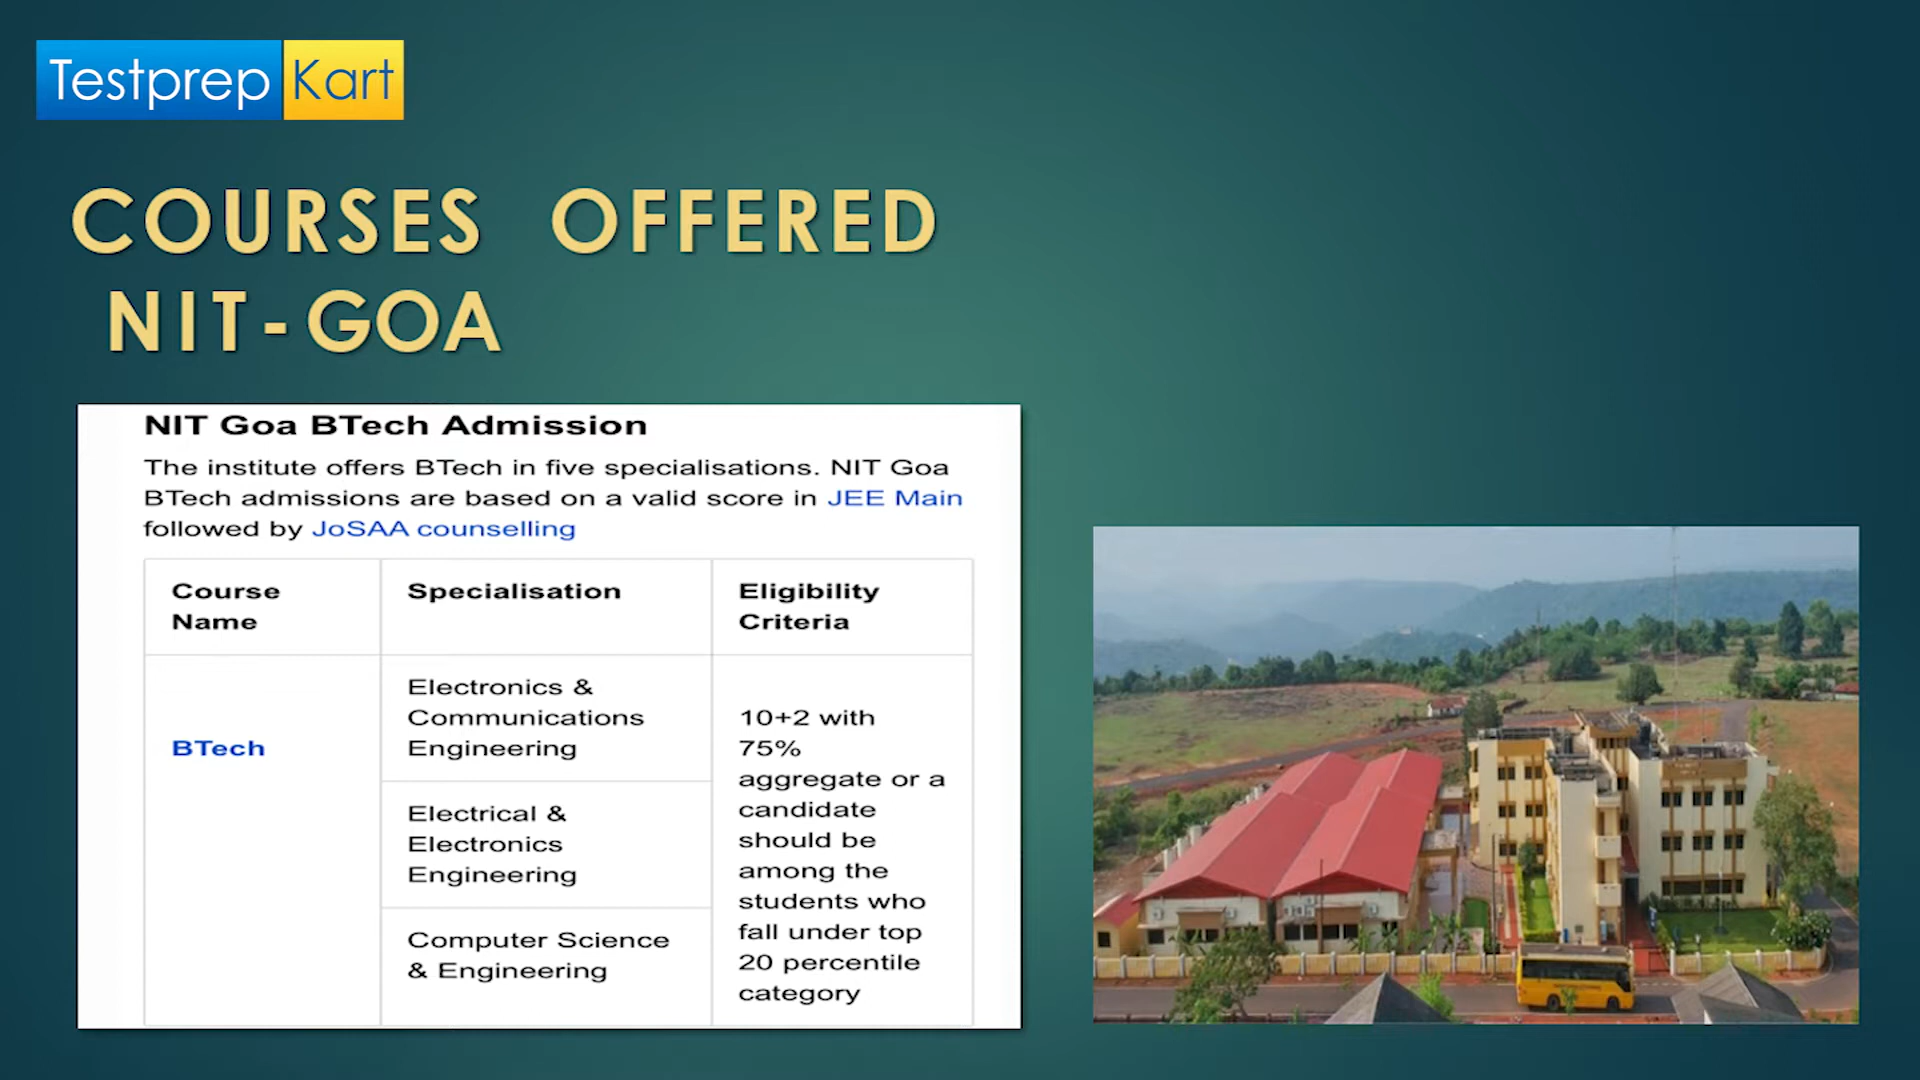 Testprep Kart
COURSES OFFERED
NIT-GOA
NIT Goa BTech Admission
The institute offers BTech in five specialisations. NIT Goa
BTech admissions are based on a valid score in JEE Main
followed by JoSAA counselling
Course
Name
Specialisation
Eligibility
Criteria
BTech
Electronics &
Communications
Engineering
Electrical &
Electronics
Engineering
Computer Science
& Engineering
10+2 with
75%
aggregate or a
candidate
should be
among the
students who
fall under top
20 percentile
category